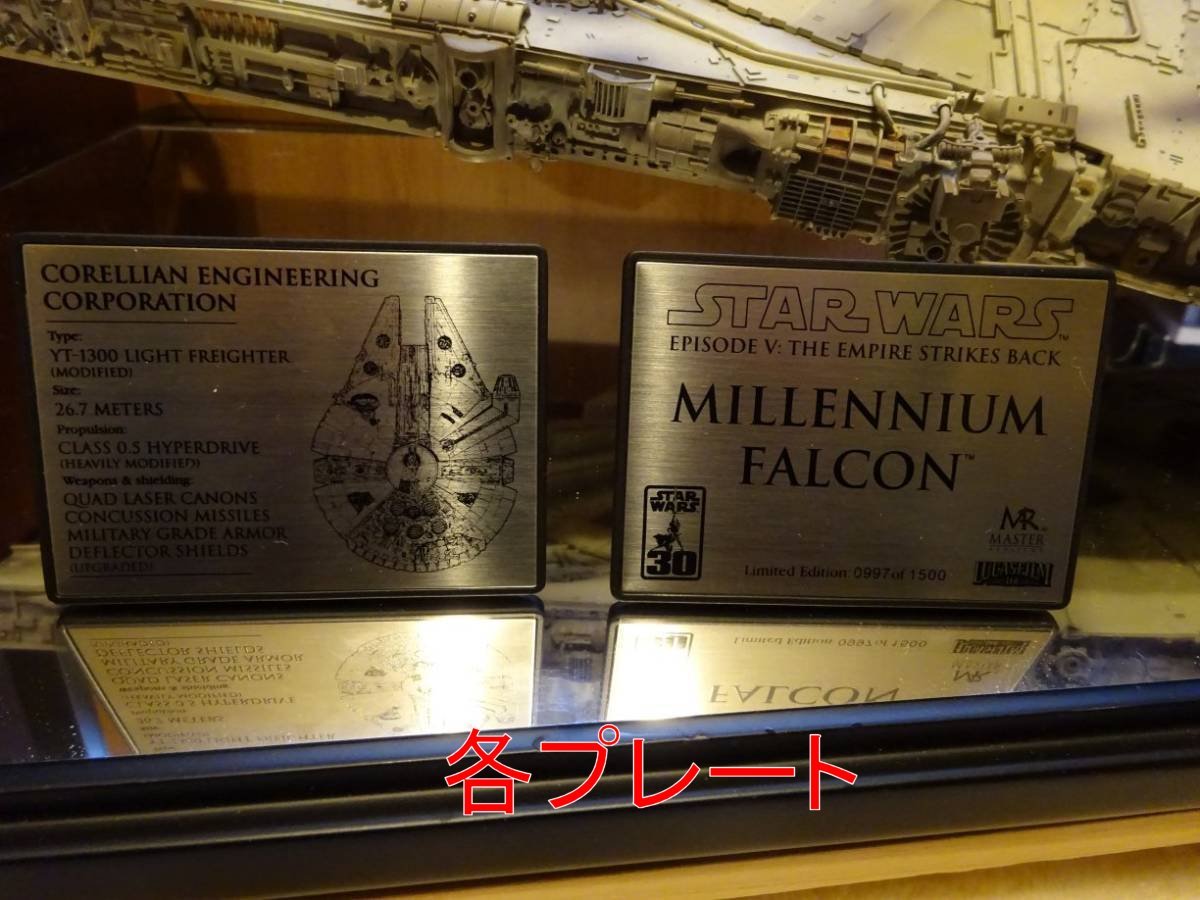 CORELLIAN ENGINEERING
CORPORATION
Type:
YT-1300 LIGHT FREIGHTER
(MODIFIED)
Size:
26.7 METERS
Propulsion:
CLASS 0.5 HYPERDRIVE
(HEAVILY MODIFIED)
Weapons & shielding:
QUAD LASER CANONS
CONCUSSION MISSILES
MILITARY GRADE ARMOR
DEFLECTOR SHIELDS
(UPGRADED)
STAR WARS™
EPISODE V: THE EMPIRE STRIKES BACK
MILLENNIUM
FALCON™
STAR
WARS
30
Limited Edition: 0997 of 1500
MR
MASTER
REPLICAS
LUCASFILM
各プレート